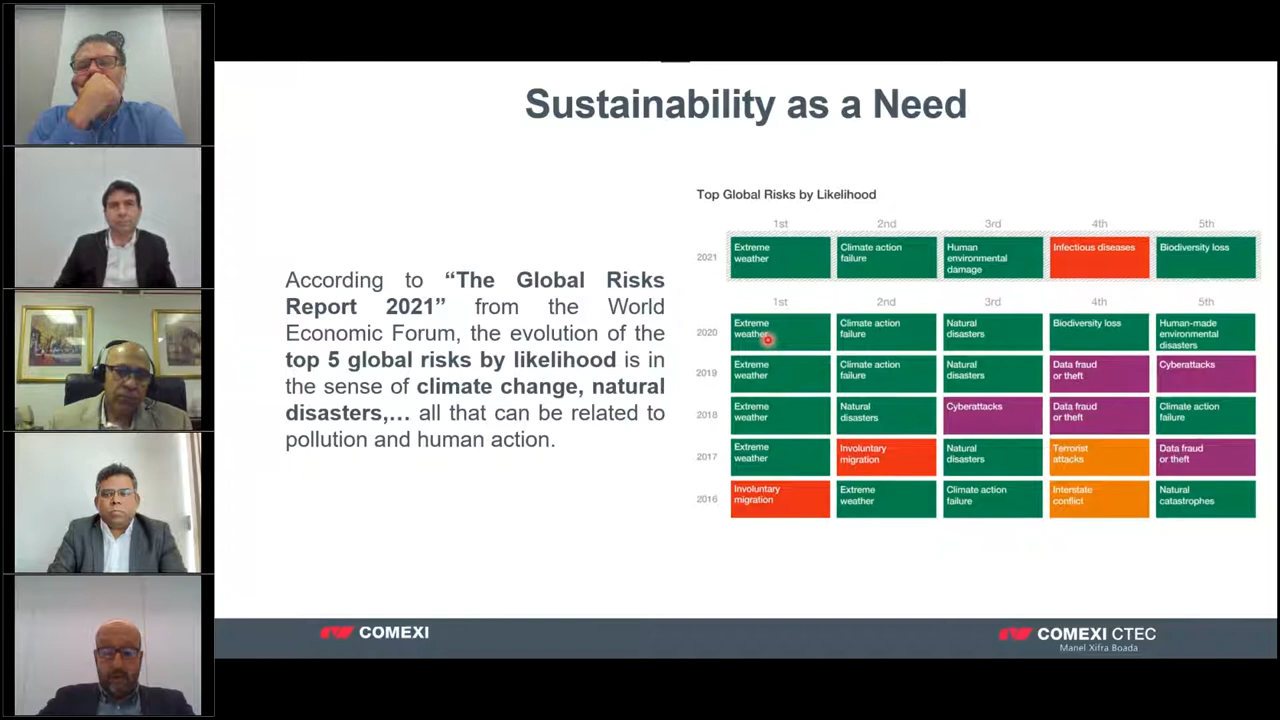 Sustainability as a Need
According to “The Global Risks
Report 2021” from the World
Economic Forum, the evolution of the
top 5 global risks by likelihood is in
the sense of climate change, natural
disasters,… all that can be related to
pollution and human action.
Top Global Risks by Likelihood
1st 2nd 3rd 4th 5th
2021
Extreme
weather
Climate action
failure
Human
environmental
damage
Infectious diseases
Biodiversity loss
1st 2nd 3rd 4th 5th
2020
Extreme
weather
Climate action
failure
Natural
disasters
Biodiversity loss
Human-made
environmental
disasters
2019
Extreme
weather
Climate action
failure
Natural
disasters
Data fraud
or theft
Cyberattacks
2018
Extreme
weather
Natural
disasters
Cyberattacks
Data fraud
or theft
Climate action
failure
2017
Extreme
weather
Involuntary
migration
Natural
disasters
Terrorist
attacks
Data fraud
or theft
2016
Involuntary
migration
Extreme
weather
Climate action
failure
Interstate
conflict
Natural
catastrophes
COMEXI
COMEXI CTEC
Manel Xifra Boada